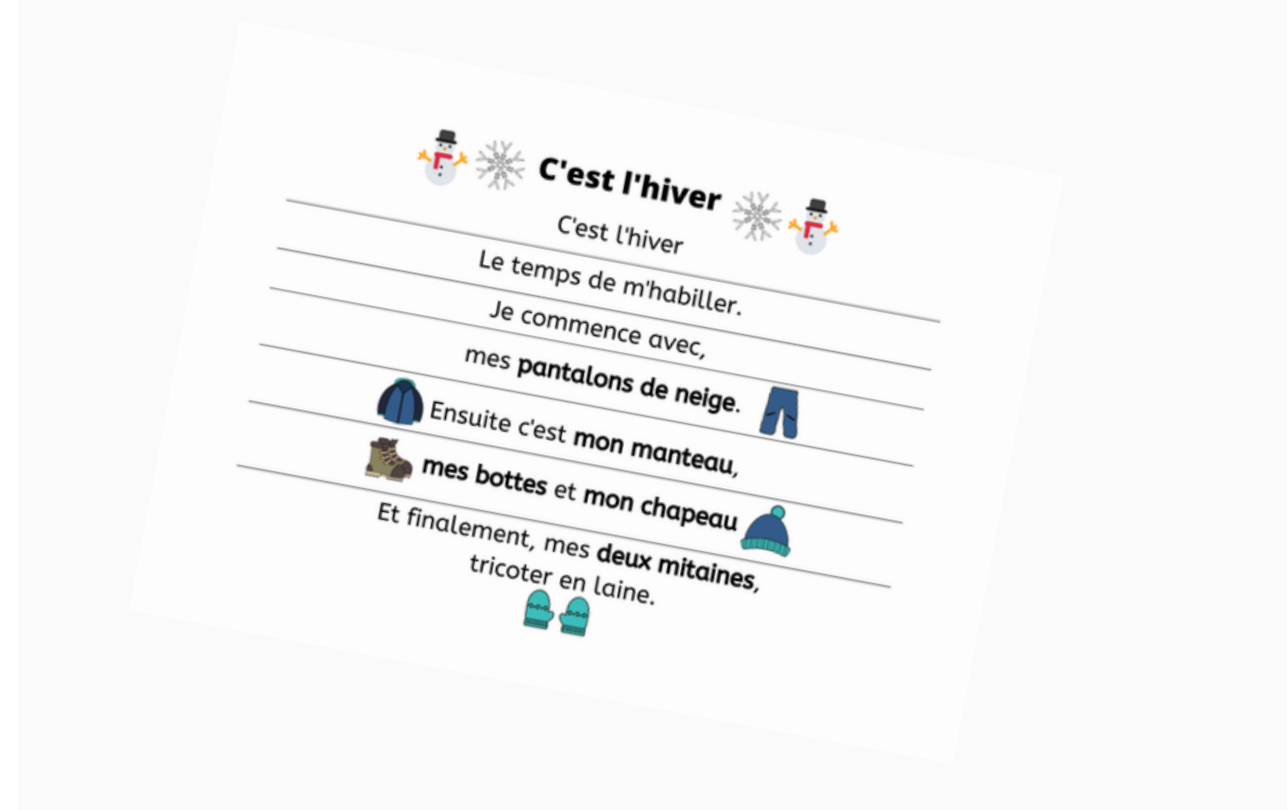 C'est l'hiver
C'est l'hiver
Le temps de m'habiller.
Je commence avec,
mes pantalons de neige.
Ensuite c'est mon manteau,
mes bottes et mon chapeau
Et finalement, mes deux mitaines,
tricoter en laine.